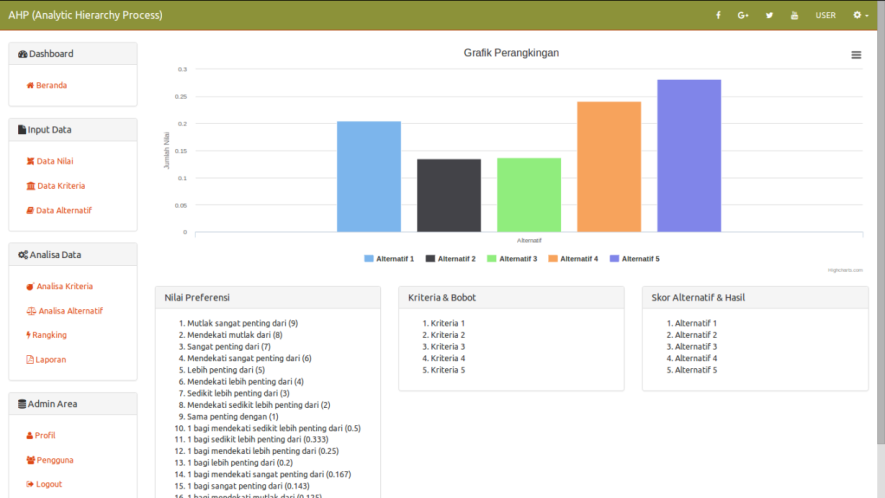 AHP (Analytic Hierarchy Process)
USER
Dashboard
Beranda
Input Data
Data Nilai
Data Kriteria
Data Alternatif
Analisa Data
Analisa Kriteria
Analisa Alternatif
Rangking
Laporan
Admin Area
Profil
Pengguna
Logout
Grafik Perangkingan
Jumlah Nilai
0.3
0.25
0.2
0.15
0.1
0.05
0
Alternatif
Alternatif 1 Alternatif 2 Alternatif 3 Alternatif 4 Alternatif 5
Highcharts.com
Nilai Preferensi
1. Mutlak sangat penting dari (9)
2. Mendekati mutlak dari (8)
3. Sangat penting dari (7)
4. Mendekati sangat penting dari (6)
5. Lebih penting dari (5)
6. Mendekati lebih penting dari (4)
7. Sedikit lebih penting dari (3)
8. Mendekati sedikit lebih penting dari (2)
9. Sama penting dengan (1)
10. 1 bagi mendekati sedikit lebih penting dari (0.5)
11. 1 bagi sedikit lebih penting dari (0.333)
12. 1 bagi mendekati lebih penting dari (0.25)
13. 1 bagi lebih penting dari (0.2)
14. 1 bagi mendekati sangat penting dari (0.167)
15. 1 bagi sangat penting dari (0.143)
16. 1 bagi mendekati mutlak dari (0.125)
Kriteria & Bobot
1. Kriteria 1
2. Kriteria 2
3. Kriteria 3
4. Kriteria 4
5. Kriteria 5
Skor Alternatif & Hasil
1. Alternatif 1
2. Alternatif 2
3. Alternatif 3
4. Alternatif 4
5. Alternatif 5